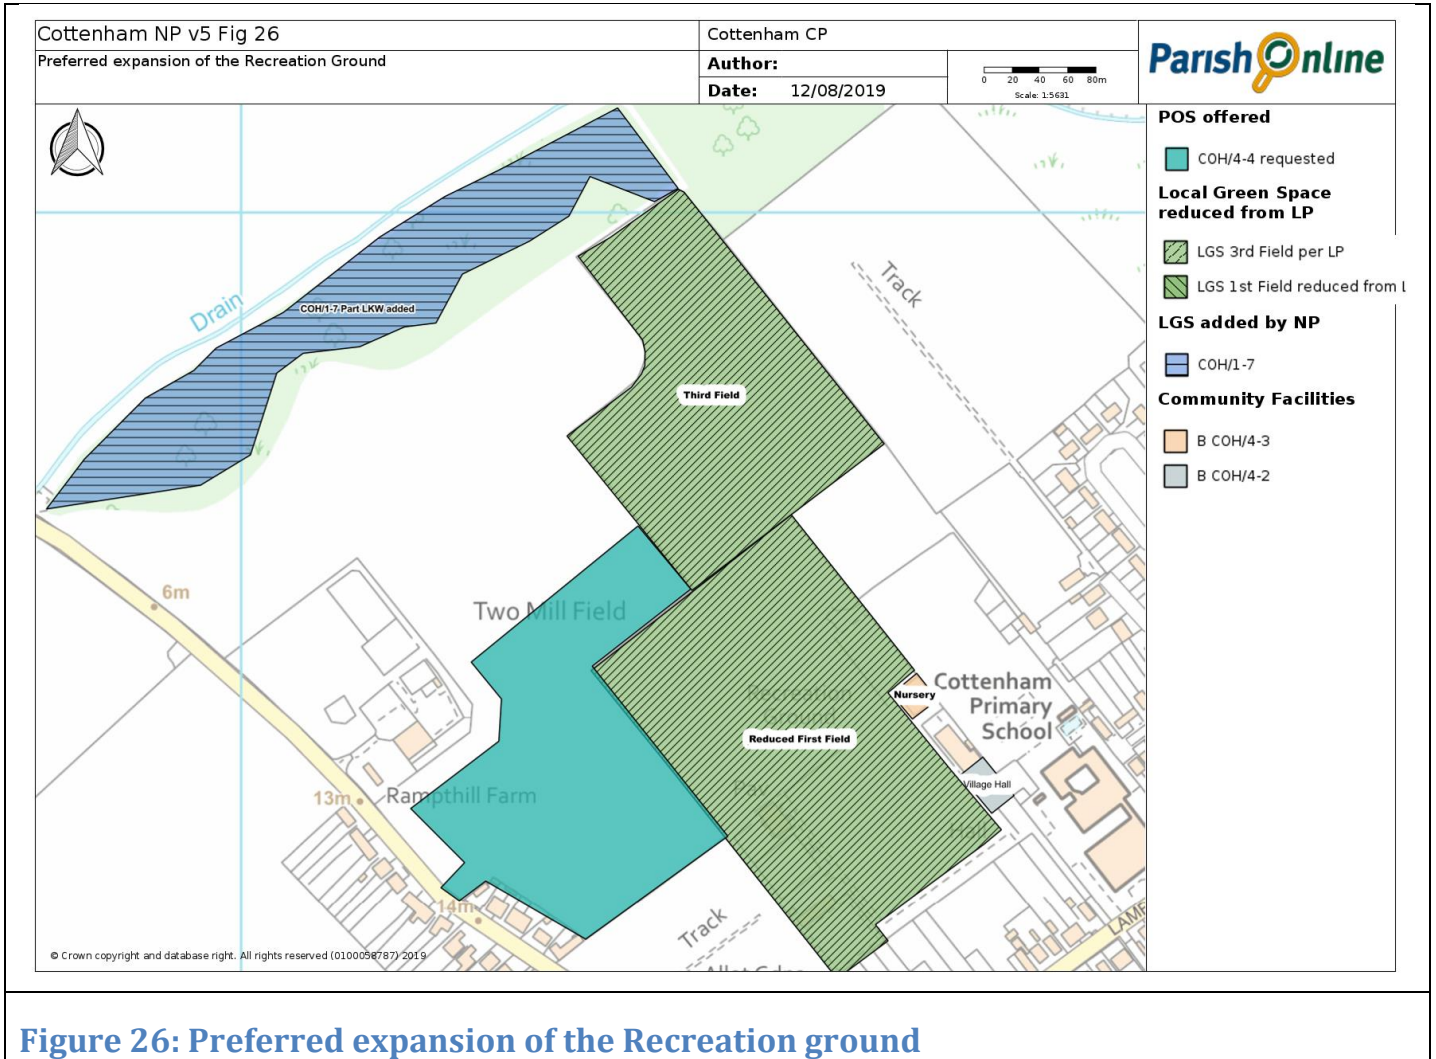 Cottenham NP v5 Fig 26
Preferred expansion of the Recreation Ground
Cottenham CP
Author:
Date: 12/08/2019
0 20 40 60 80m
Scale: 1:5631
Parish Online
POS offered
COH/4-4 requested
Local Green Space
reduced from LP
LGS 3rd Field per LP
LGS 1st Field reduced from L
LGS added by NP
COH/1-7
Community Facilities
B COH/4-3
B COH/4-2
Drain
COH/1-7 Part LKW added
Track
Third Field
6m
Two Mill Field
Cottenham
Primary
School
Nursery
Recreation
Reduced First Field
Village Hall
13m
Rampthill Farm
Hall
14m
Track
LAMB
© Crown copyright and database right. All rights reserved (0100058787) 2019
Figure 26: Preferred expansion of the Recreation ground